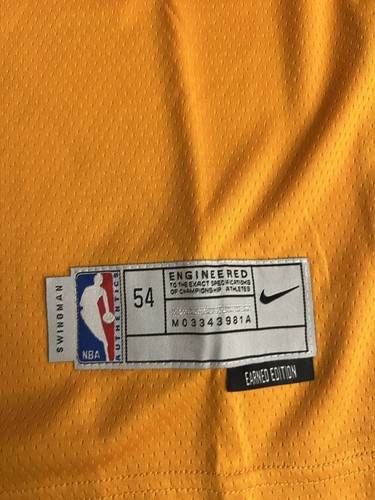 SWINGMAN
NBA
AUTHENTICS
54
ENGINEERED
TO THE EXACT SPECIFICATIONS
OF CHAMPIONSHIP ATHLETES
M03343981A
EARNED EDITION